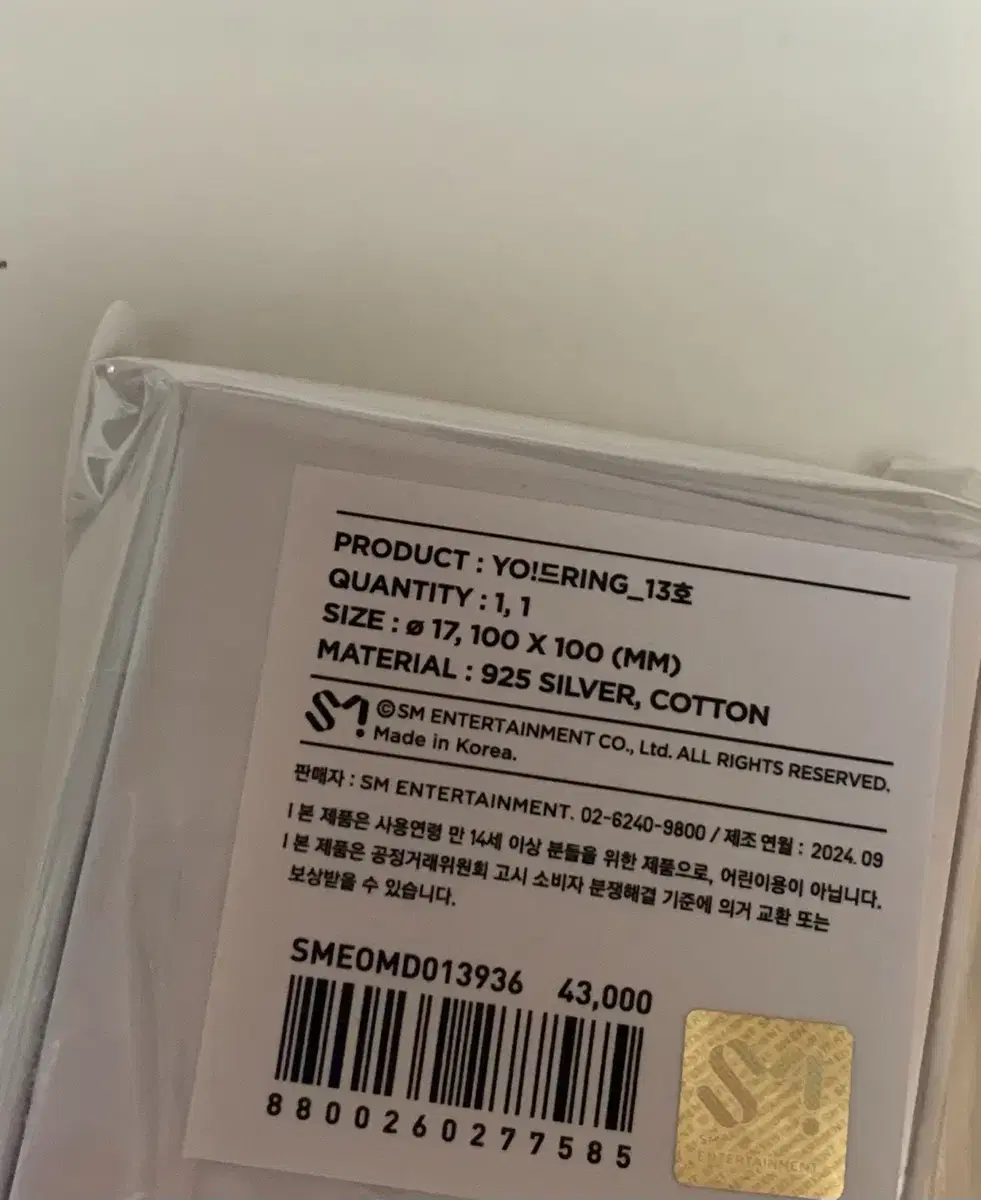 PRODUCT : YO!드RING_13호
QUANTITY : 1, 1
SIZE : ø 17, 100 X 100 (MM)
MATERIAL : 925 SILVER, COTTON
SM! ©SM ENTERTAINMENT CO., Ltd. ALL RIGHTS RESERVED.
Made in Korea.
판매자 : SM ENTERTAINMENT. 02-6240-9800 / 제조 연월 : 2024. 09
I 본 제품은 사용연령 만 14세 이상 분들을 위한 제품으로, 어린이용이 아닙니다.
I 본 제품은 공정거래위원회 고시 소비자 분쟁해결 기준에 의거 교환 또는
보상받을 수 있습니다.
SMEOMD013936 43,000
8800260277585
SM!
ENTERTAINMENT